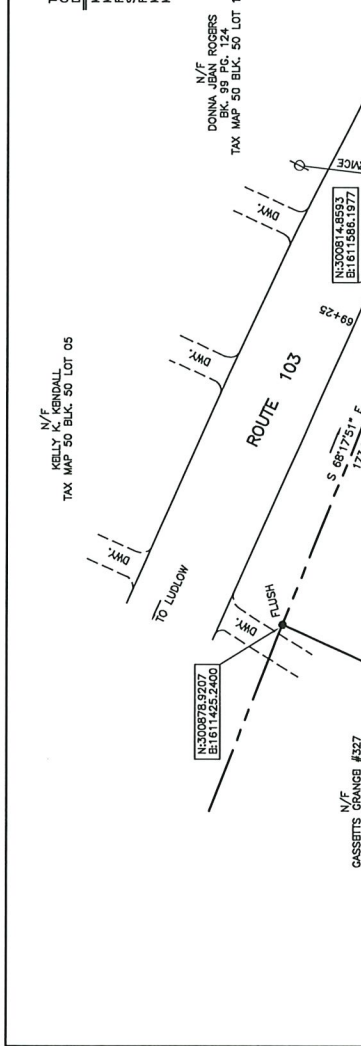 N/F
KELLY K. KENDALL
TAX MAP 50 BLK. 50 LOT 05
N/F
DONNA JEAN ROGERS
BK. 99 PG. 124
TAX MAP 50 BLK. 50 LOT
DWY.
DWY.
DWY.
TO LUDLOW
ROUTE 103
69+25
N:300814.8593
E:1611586.1977
S 68°17'51" E
FLUSH
DWY.
N:300878.9207
E:1611425.2400
N/F
GASSETTS GRANGE #327